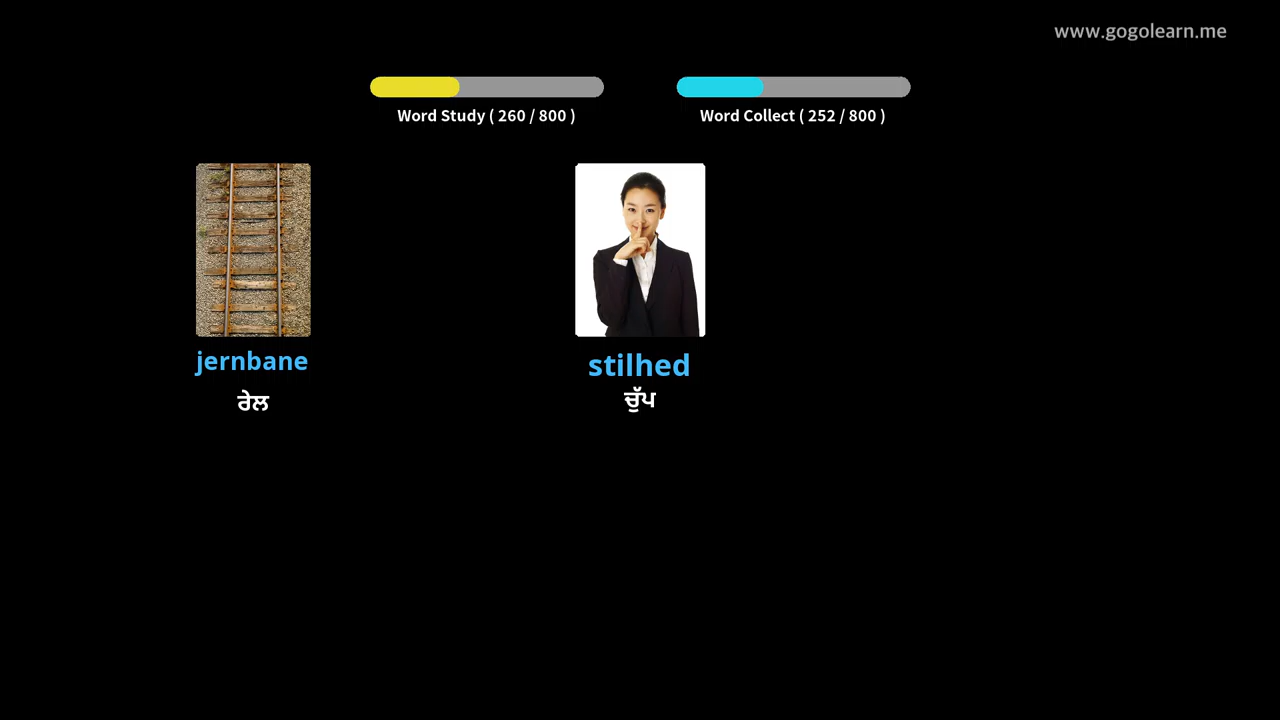 www.gogolearn.me
Word Study ( 260 / 800 )
Word Collect ( 252 / 800 )
jernbane
ਰੇਲ
stilhed
ਚੁੱਪ